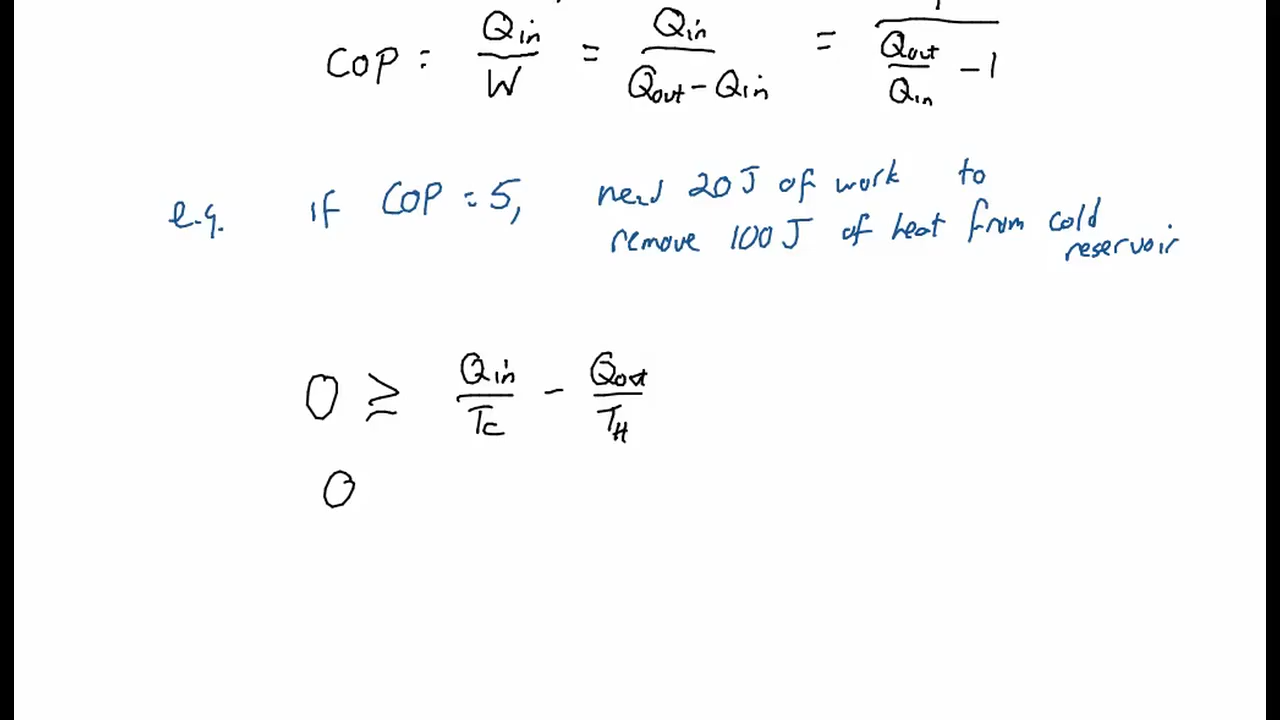 COP = Qin/W = Qin/(Qout - Qin) = 1/(Qout/Qin - 1)
e.g. if COP = 5, need 20 J of work to
remove 100 J of heat from cold
reservoir
0 ≥ Qin/TC - Qout/TH
0